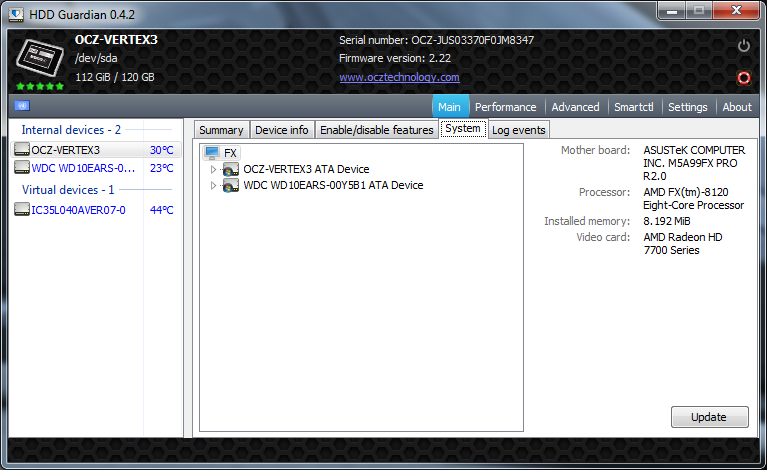 HDD Guardian 0.4.2
OCZ-VERTEX3
/dev/sda
112 GiB / 120 GB
Serial number: OCZ-JUS03370F0JM8347
Firmware version: 2.22
www.ocztechnology.com
Main Performance Advanced Smartctl Settings About
Internal devices - 2
OCZ-VERTEX3 30°C
WDC WD10EARS-0... 23°C
Virtual devices - 1
IC35L040AVER07-0 44°C
Summary Device info Enable/disable features System Log events
FX
OCZ-VERTEX3 ATA Device
WDC WD10EARS-00Y5B1 ATA Device
Mother board: ASUSTeK COMPUTER
INC. M5A99FX PRO
R2.0
Processor: AMD FX(tm)-8120
Eight-Core Processor
Installed memory: 8.192 MiB
Video card: AMD Radeon HD
7700 Series
Update